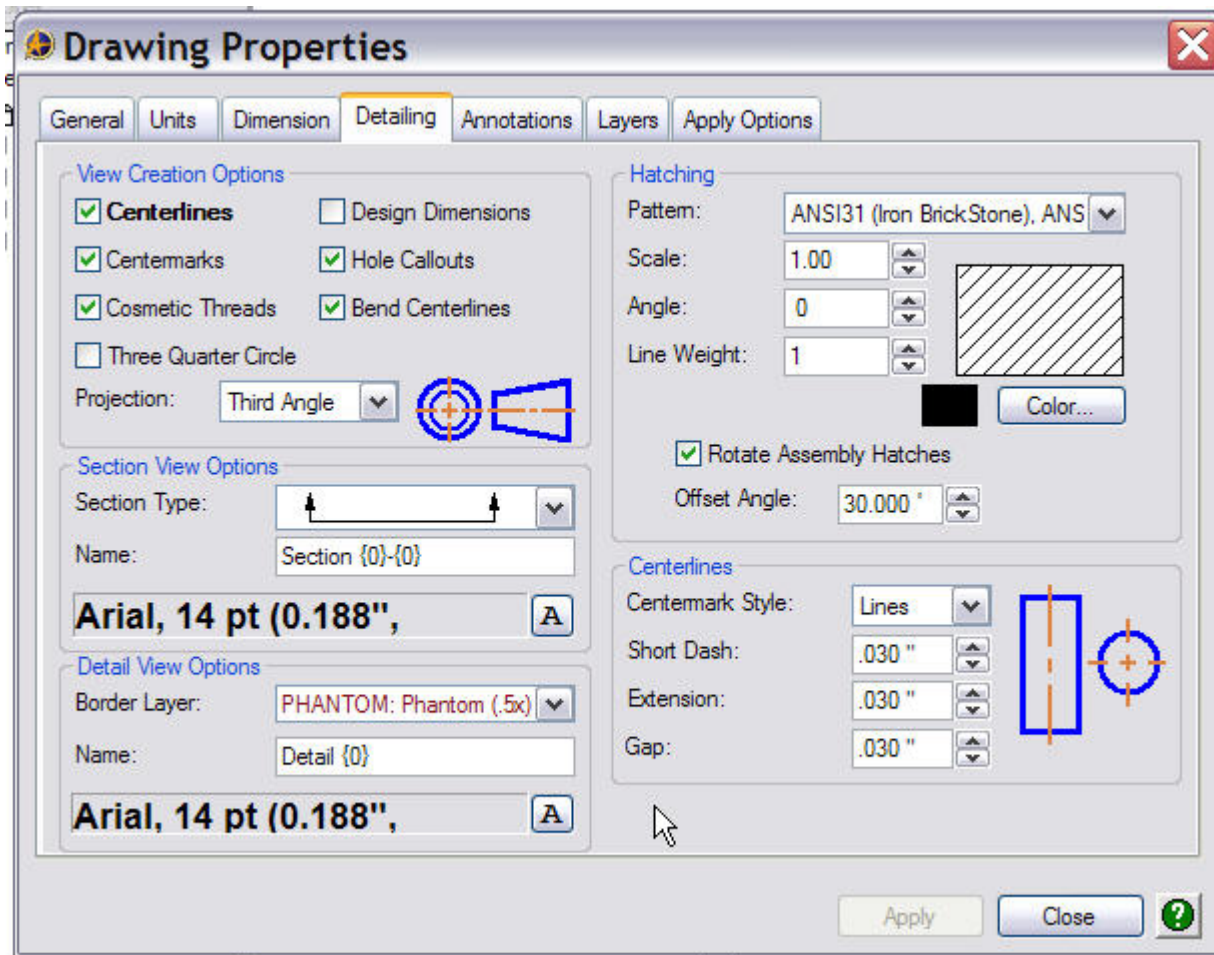 Drawing Properties
General Units Dimension Detailing Annotations Layers Apply Options
View Creation Options
Centerlines Design Dimensions
Centermarks Hole Callouts
Cosmetic Threads Bend Centerlines
Three Quarter Circle
Projection: Third Angle
Section View Options
Section Type:
Name: Section {0}-{0}
Arial, 14 pt (0.188", A
Detail View Options
Border Layer: PHANTOM: Phantom (.5x)
Name: Detail {0}
Arial, 14 pt (0.188", A
Hatching
Pattern: ANSI31 (Iron BrickStone), ANS
Scale: 1.00
Angle: 0
Line Weight: 1
Color...
Rotate Assembly Hatches
Offset Angle: 30.000 °
Centerlines
Centermark Style: Lines
Short Dash: .030 "
Extension: .030 "
Gap: .030 "
Apply Close ?